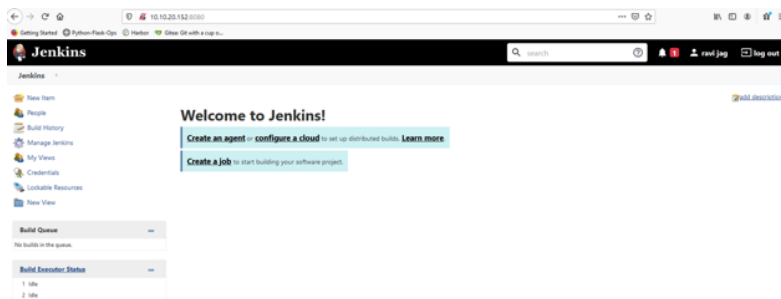 10.10.20.152:8080
Getting Started Python-Flask-Ops Harbor Gitea: Git with a cup o...
Jenkins
search
1
ravi jag
log out
Jenkins
New Item
People
Build History
Manage Jenkins
My Views
Credentials
Lockable Resources
New View
add description
Welcome to Jenkins!
Create an agent or configure a cloud to set up distributed builds. Learn more.
Create a job to start building your software project.
Build Queue
No builds in the queue.
Build Executor Status
1 Idle
2 Idle